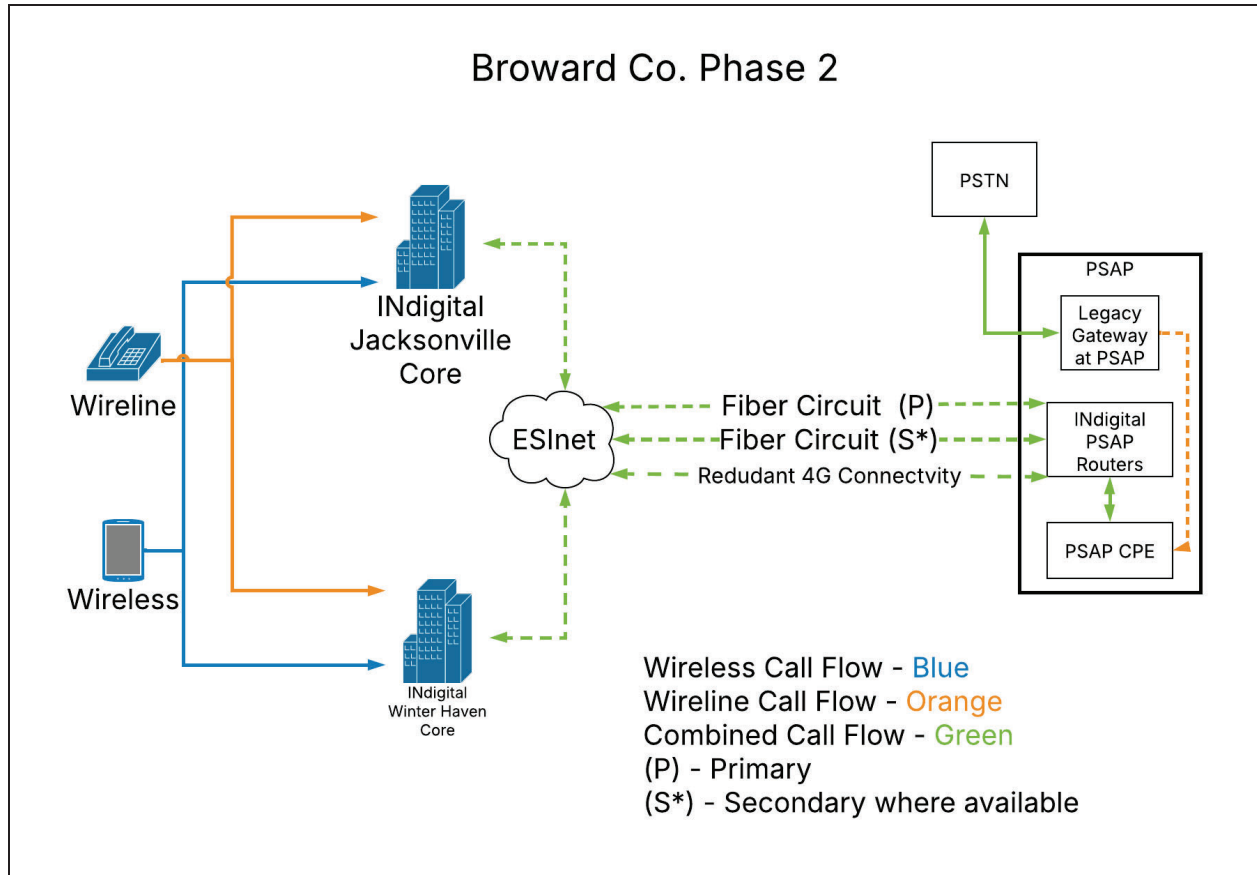 Broward Co. Phase 2
PSTN
PSAP
Legacy
Gateway
at PSAP
INdigital
Jacksonville
Core
Wireline
ESInet
Fiber Circuit (P)
Fiber Circuit (S*)
Redudant 4G Connectvity
INdigital
PSAP
Routers
PSAP CPE
Wireless
INdigital
Winter Haven
Core
Wireless Call Flow - Blue
Wireline Call Flow - Orange
Combined Call Flow - Green
(P) - Primary
(S*) - Secondary where available